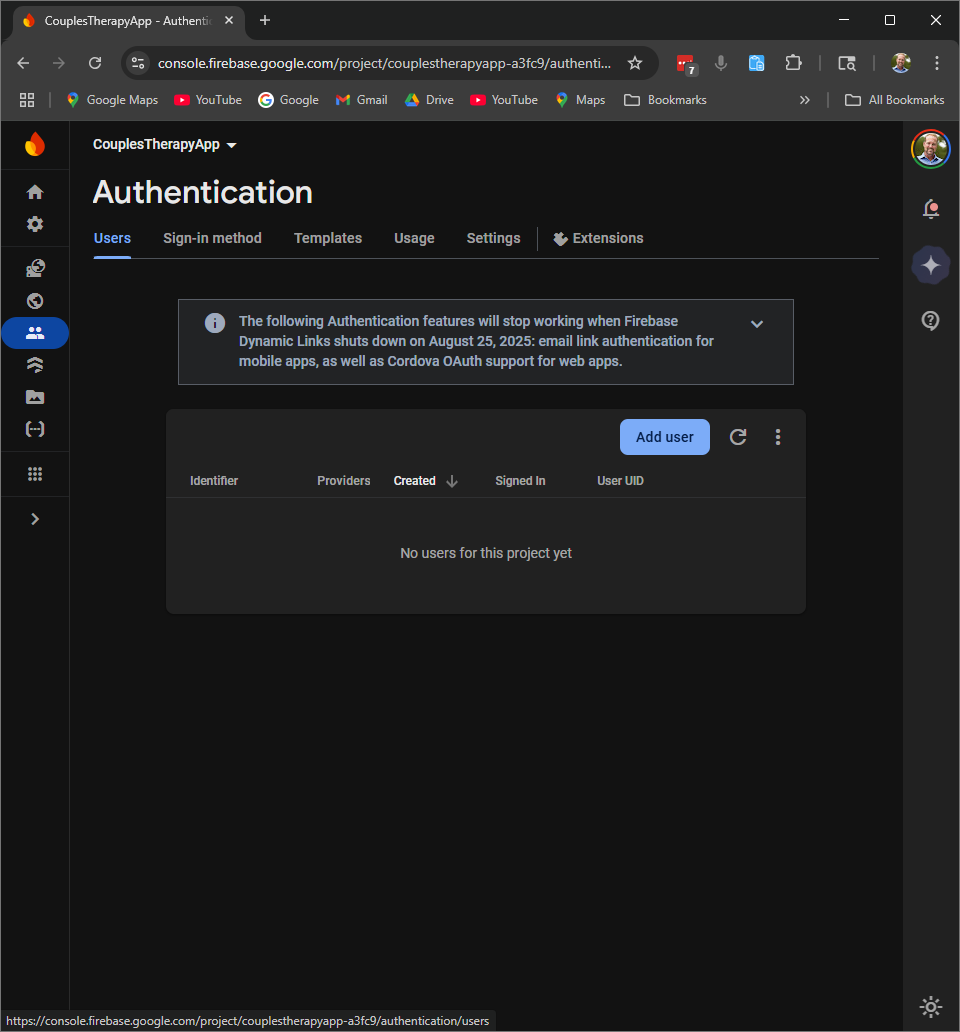 CouplesTherapyApp - Authentic
console.firebase.google.com/project/couplestherapyapp-a3fc9/authenti...
7
Google Maps
YouTube
Google
Gmail
Drive
YouTube
Maps
Bookmarks
All Bookmarks
CouplesTherapyApp
Authentication
Users
Sign-in method
Templates
Usage
Settings
Extensions
The following Authentication features will stop working when Firebase
Dynamic Links shuts down on August 25, 2025: email link authentication for
mobile apps, as well as Cordova OAuth support for web apps.
Add user
Identifier
Providers
Created
Signed In
User UID
No users for this project yet
https://console.firebase.google.com/project/couplestherapyapp-a3fc9/authentication/users